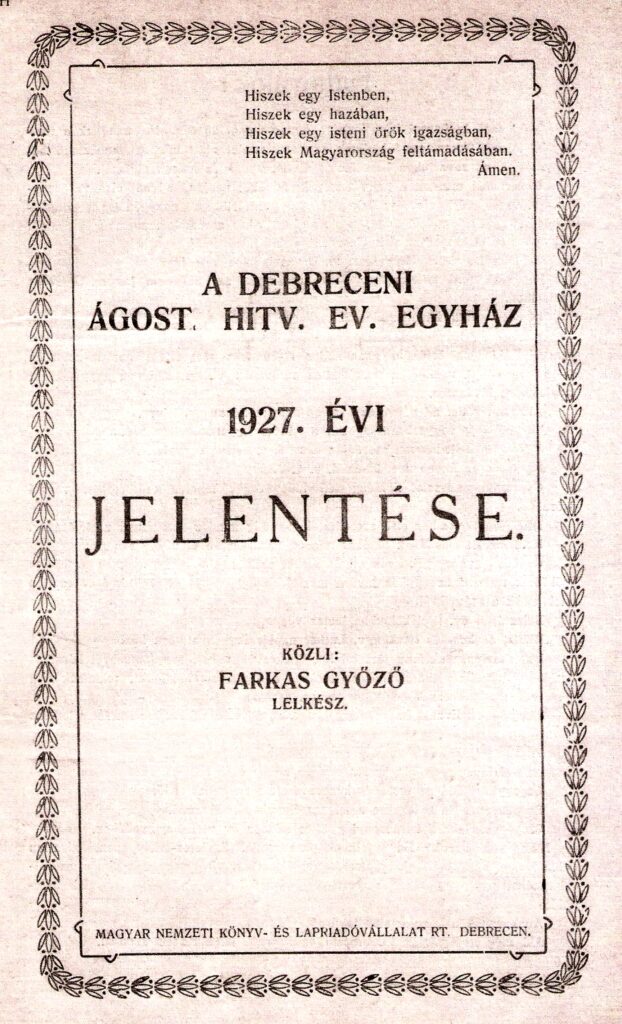 Hiszek egy Istenben,
Hiszek egy hazában,
Hiszek egy isteni örök igazságban,
Hiszek Magyarország feltámadásában.
Ámen.
A DEBRECENI
ÁGOST. HITV. EV. EGYHÁZ
1927. ÉVI
JELENTÉSE.
KÖZLI:
FARKAS GYŐZŐ
LELKÉSZ.
MAGYAR NEMZETI KÖNYV- ÉS LAPRIADÓVÁLLALAT RT. DEBRECEN.